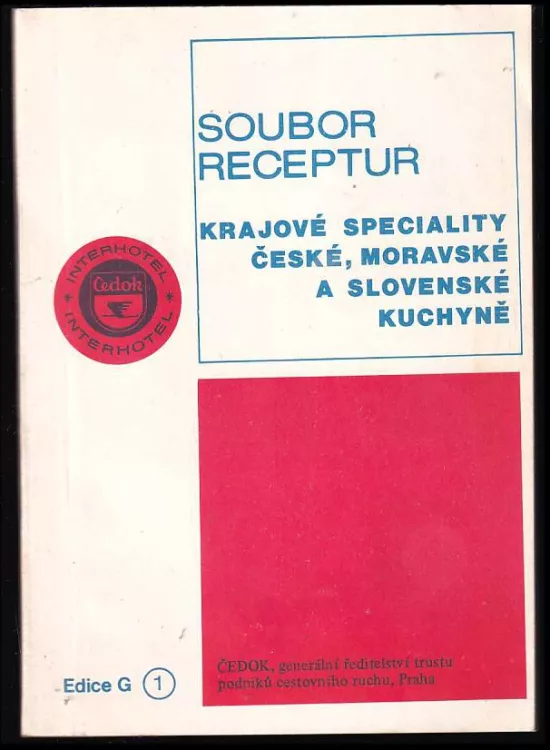 SOUBOR
RECEPTUR
KRAJOVÉ SPECIALITY
ČESKÉ, MORAVSKÉ
A SLOVENSKÉ
KUCHYNĚ
INTERHOTEL
Čedok
INTERHOTEL
ČEDOK, generální ředitelství trustu
podniků cestovního ruchu, Praha
Edice G 1